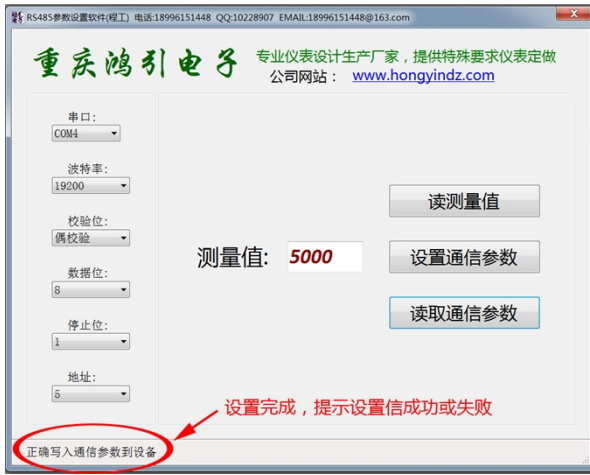 RS485参数设置软件(程工) 电话:18996151448 QQ:10228907 EMAIL:18996151448@163.com
重庆鸿引电子
专业仪表设计生产厂家，提供特殊要求仪表定做
公司网站： www.hongyindz.com
串口:
COM4
波特率:
19200
校验位:
偶校验
数据位:
8
停止位:
1
地址:
5
测量值: 5000
读测量值
设置通信参数
读取通信参数
设置完成，提示设置信成功或失败
正确写入通信参数到设备